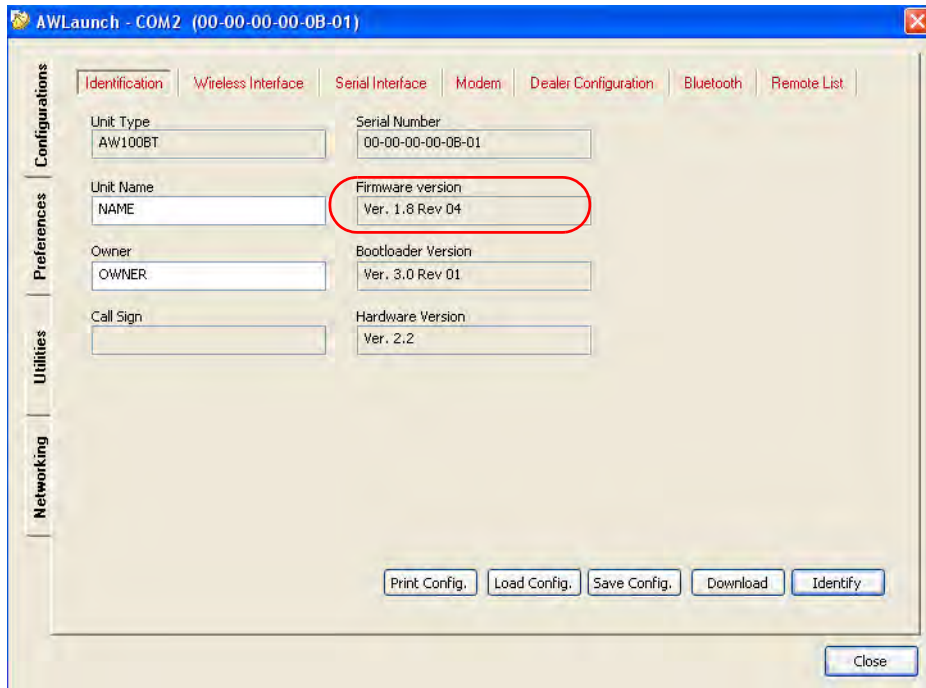 AWLaunch - COM2 (00-00-00-00-0B-01)
Configurations
Preferences
Utilities
Networking
Identification Wireless Interface Serial Interface Modem Dealer Configuration Bluetooth Remote List
Unit Type Serial Number
AW100BT 00-00-00-00-0B-01
Unit Name Firmware version
NAME Ver. 1.8 Rev 04
Owner Bootloader Version
OWNER Ver. 3.0 Rev 01
Call Sign Hardware Version
Ver. 2.2
Print Config. Load Config. Save Config. Download Identify
Close